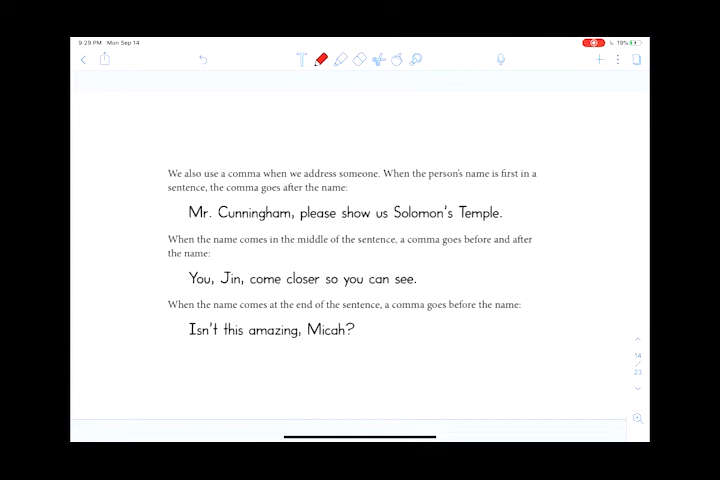 9:29 PM Mon Sep 14
19%
T
We also use a comma when we address someone. When the person's name is first in a
sentence, the comma goes after the name:
Mr. Cunningham, please show us Solomon's Temple.
When the name comes in the middle of the sentence, a comma goes before and after
the name:
You, Jin, come closer so you can see.
When the name comes at the end of the sentence, a comma goes before the name:
Isn't this amazing, Micah?
14
/
23